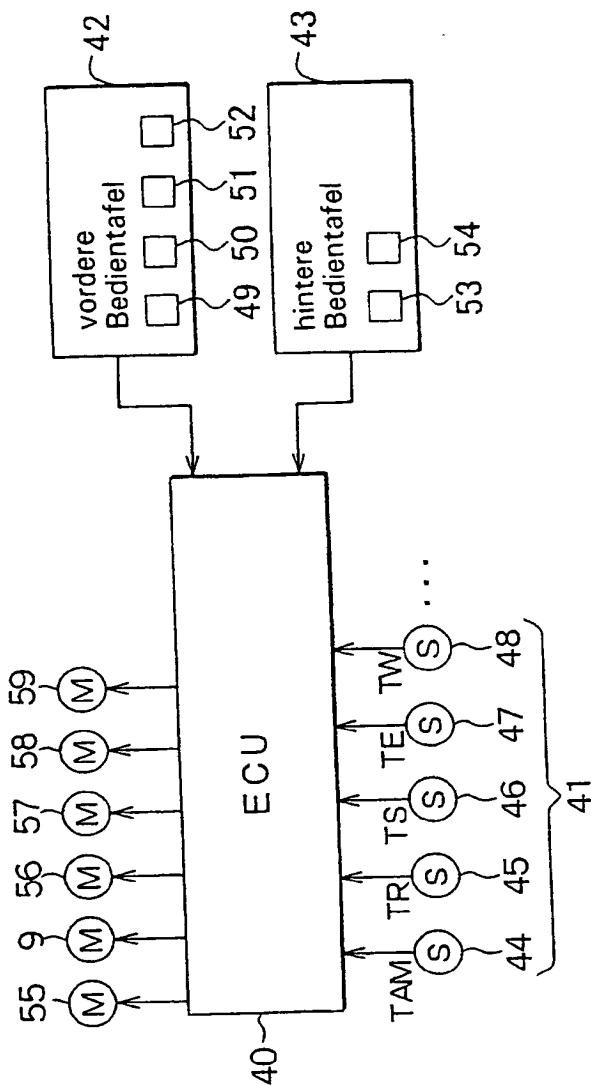 55 9 56 57 58 59
M M M M M M
42
vordere
Bedientafel
49 50 51 52
43
hintere
Bedientafel
53 54
ECU
40
TAM TR TS TE TW
S S S S S ...
44 45 46 47 48
41